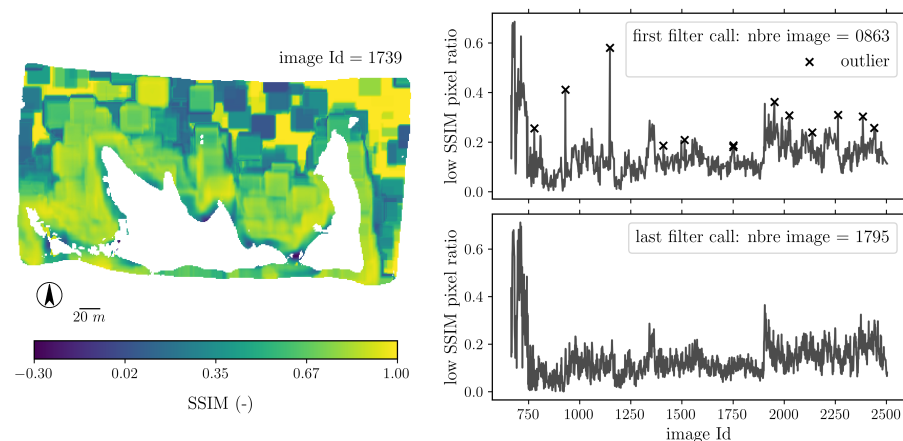 image Id = 1739
20 m
−0.30 0.02 0.35 0.67 1.00
SSIM (-)
low SSIM pixel ratio
0.6
0.4
0.2
0.0
first filter call: nbre image = 0863
outlier
low SSIM pixel ratio
0.6
0.4
0.2
0.0
last filter call: nbre image = 1795
750 1000 1250 1500 1750 2000 2250 2500
image Id